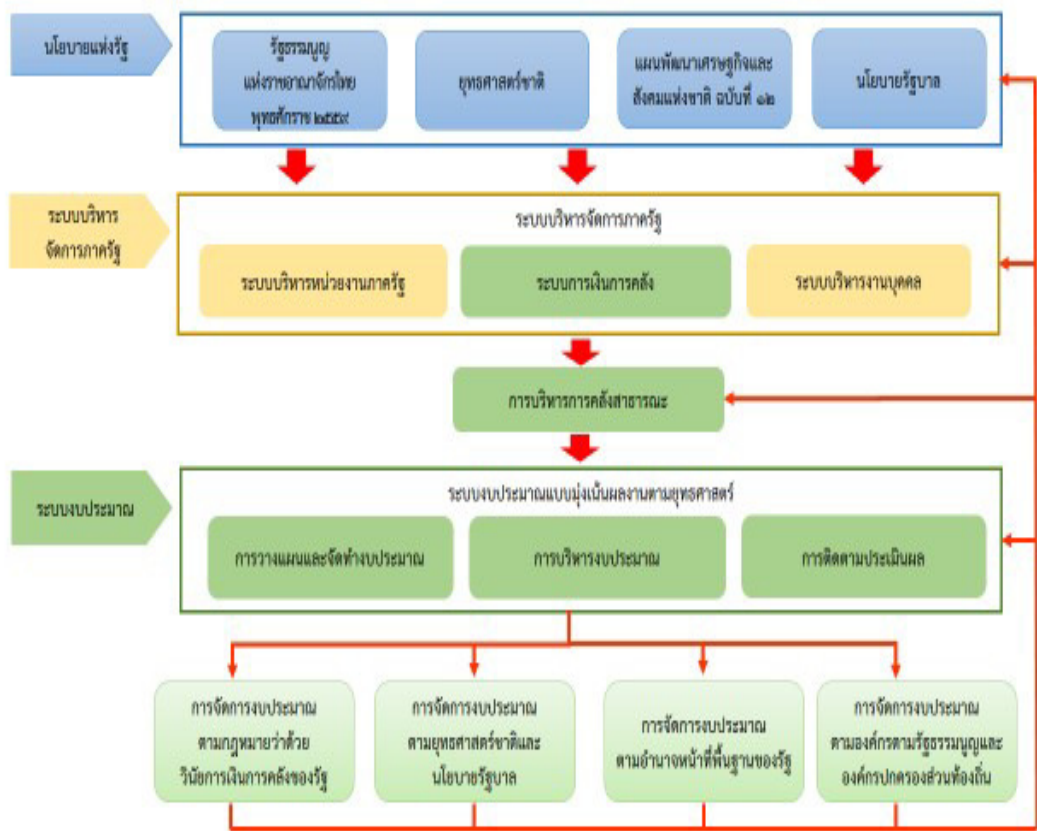 นโยบายแห่งรัฐ
รัฐธรรมนูญ
แห่งราชอาณาจักรไทย
พุทธศักราช ๒๕๕๙
ยุทธศาสตร์ชาติ
แผนพัฒนาเศรษฐกิจและ
สังคมแห่งชาติ ฉบับที่ ๑๒
นโยบายรัฐบาล
ระบบบริหาร
จัดการภาครัฐ
ระบบบริหารจัดการภาครัฐ
ระบบบริหารหน่วยงานภาครัฐ
ระบบการเงินการคลัง
ระบบบริหารงานบุคคล
การบริหารการคลังสาธารณะ
ระบบงบประมาณ
ระบบงบประมาณแบบมุ่งเน้นผลงานตามยุทธศาสตร์
การวางแผนและจัดทำงบประมาณ
การบริหารงบประมาณ
การติดตามประเมินผล
การจัดการงบประมาณ
ตามกฎหมายว่าด้วย
วินัยการเงินการคลังของรัฐ
การจัดการงบประมาณ
ตามยุทธศาสตร์ชาติและ
นโยบายรัฐบาล
การจัดการงบประมาณ
ตามอำนาจหน้าที่พื้นฐานของรัฐ
การจัดการงบประมาณ
ตามองค์กรตามรัฐธรรมนูญและ
องค์กรปกครองส่วนท้องถิ่น